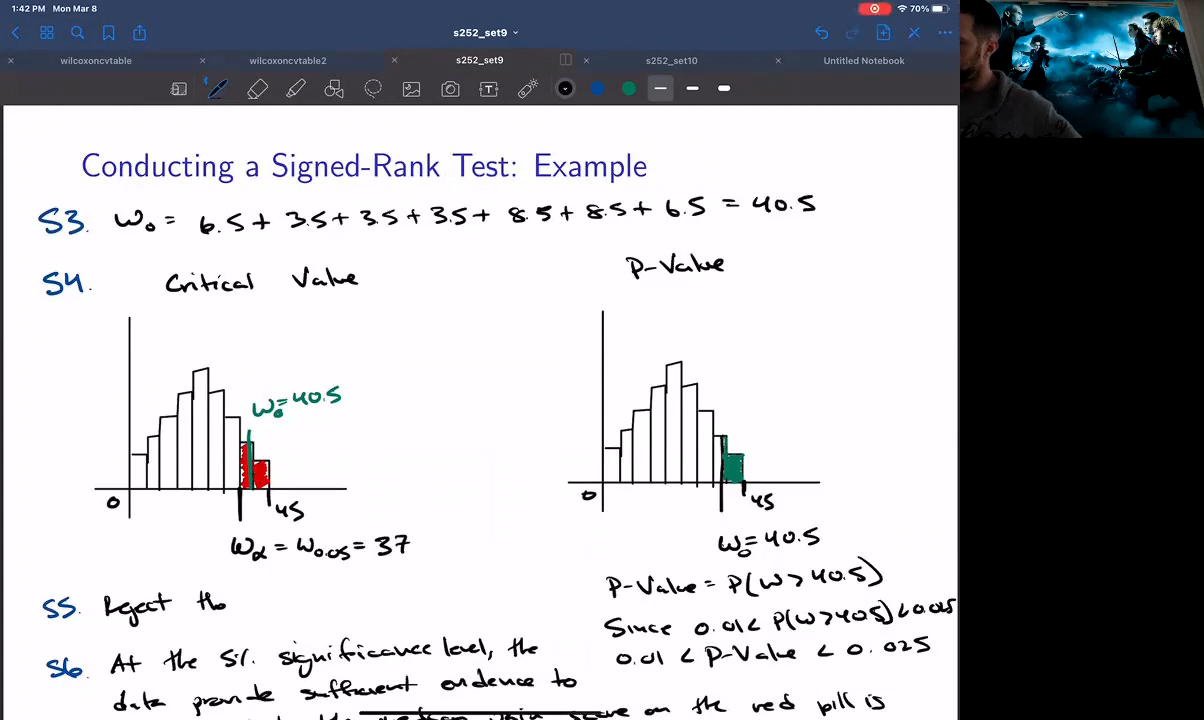 1:42 PM Mon Mar 8
70%
s252_set9
wilcoxoncvtable
wilcoxoncvtable2
s252_set9
s252_set10
Untitled Notebook
Conducting a Signed-Rank Test: Example
S3. W₀ = 6.5 + 3.5 + 3.5 + 3.5 + 8.5 + 8.5 + 6.5 = 40.5
S4. Critical Value
P-Value
W₀ = 40.5
0
45
Wα = W0.05 = 37
0
45
W₀ = 40.5
P-Value = P(W > 40.5)
Since 0.01 < P(W > 40.5) < 0.025
0.01 < P-Value < 0.025
S5. Reject tho
S6. At the 5% significance level, the
data provide sufficient evidence to
on the red pill is